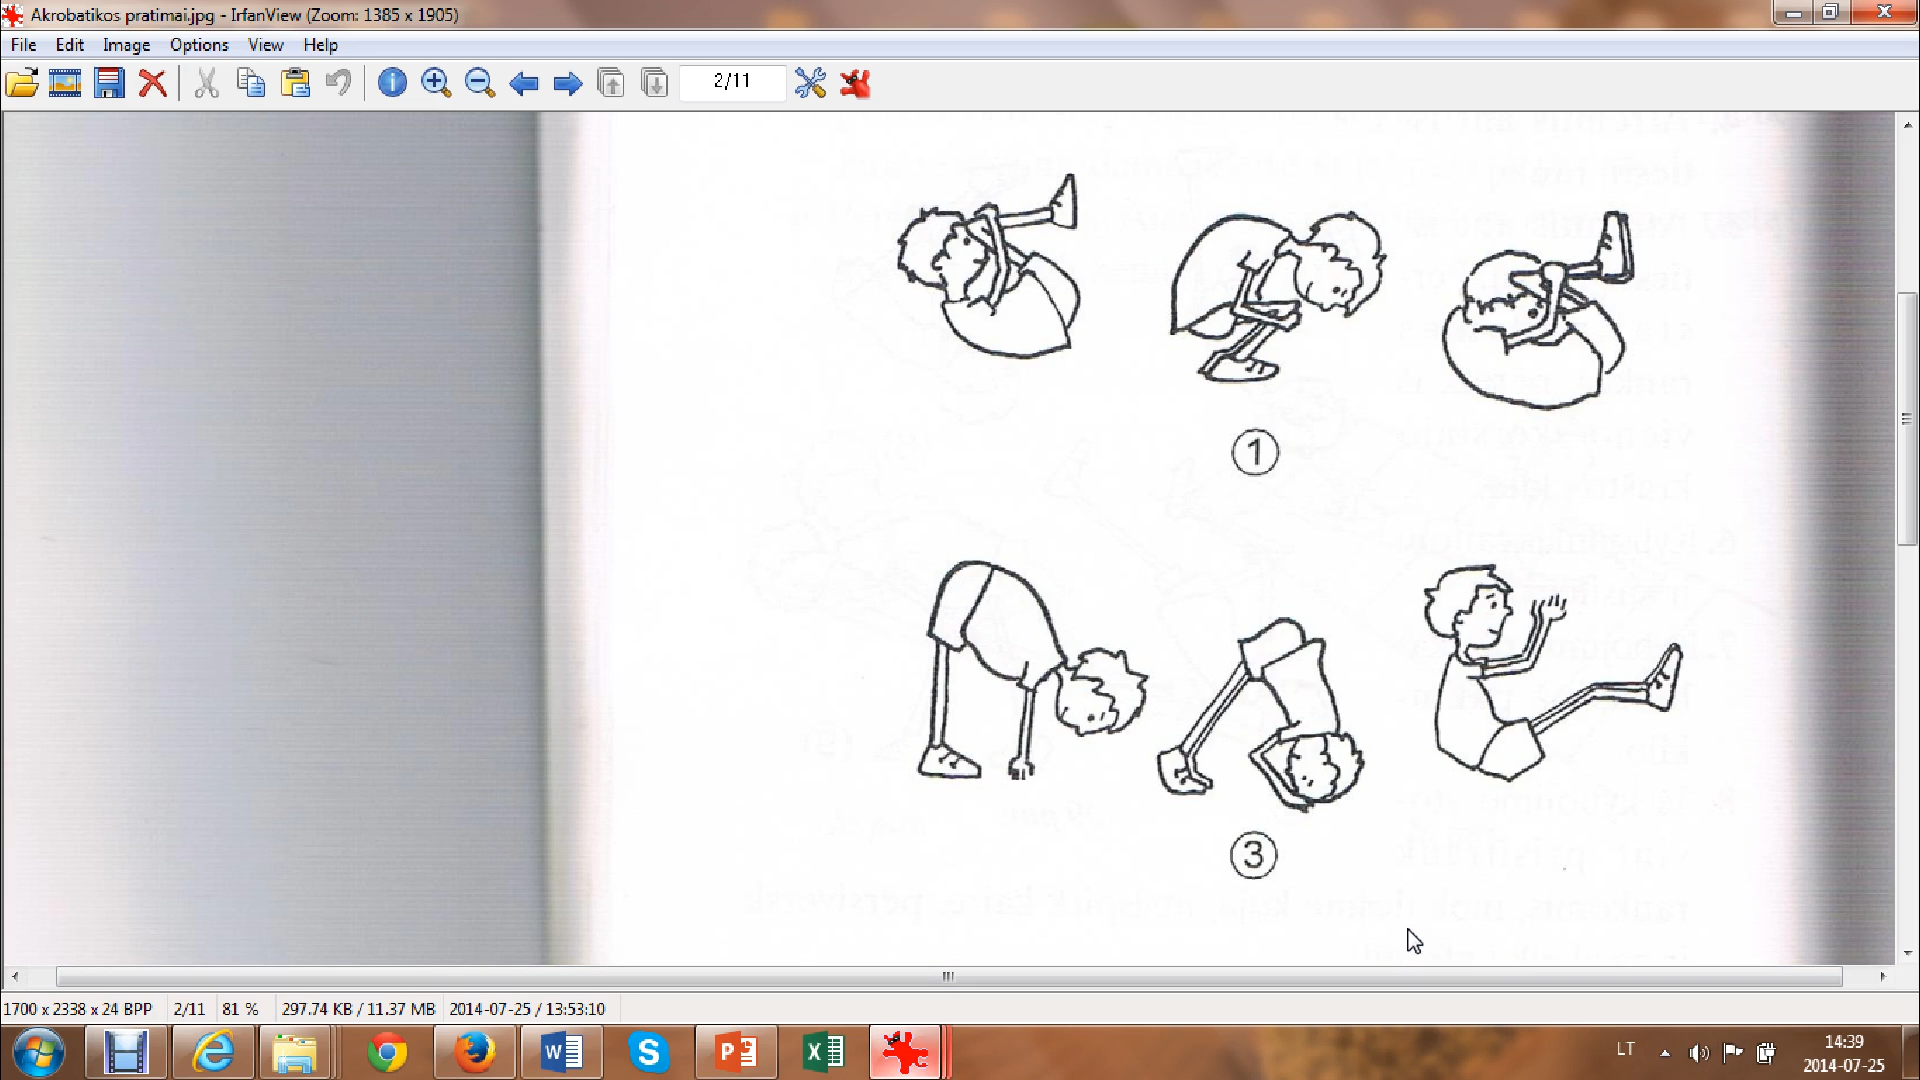 Akrobatikos pratimai.jpg - IrfanView (Zoom: 1385 x 1905)
File Edit Image Options View Help
2/11
1
3
1700 x 2338 x 24 BPP 2/11 81 % 297.74 KB / 11.37 MB 2014-07-25 / 13:53:10
LT 14:39
2014-07-25